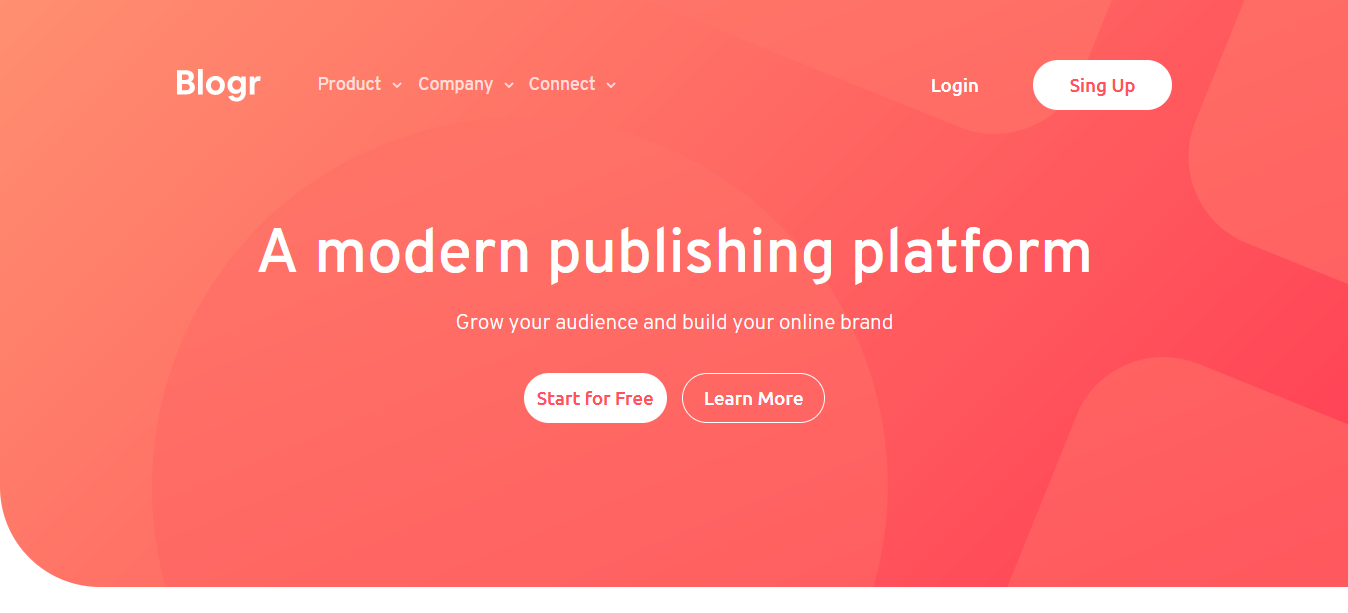 Blogr Product Company Connect Login Sing Up
A modern publishing platform
Grow your audience and build your online brand
Start for Free Learn More